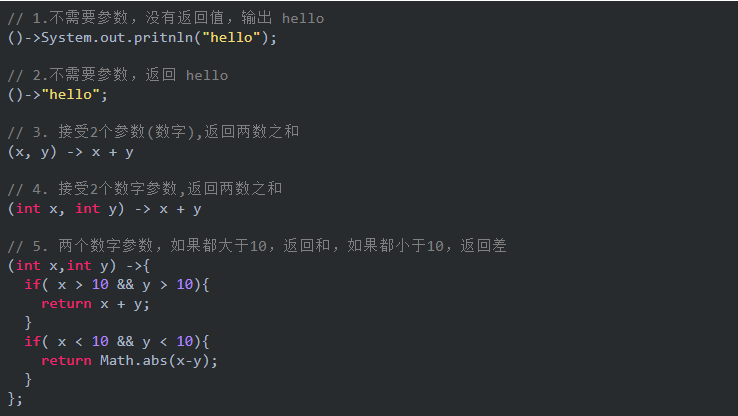 // 1.不需要参数，没有返回值，输出 hello
()->System.out.pritnln("hello");
// 2.不需要参数，返回 hello
()->"hello";
// 3. 接受2个参数(数字),返回两数之和
(x, y) -> x + y
// 4. 接受2个数字参数,返回两数之和
(int x, int y) -> x + y
// 5. 两个数字参数，如果都大于10，返回和，如果都小于10，返回差
(int x,int y) ->{
  if( x > 10 && y > 10){
    return x + y;
  }
  if( x < 10 && y < 10){
    return Math.abs(x-y);
  }
};